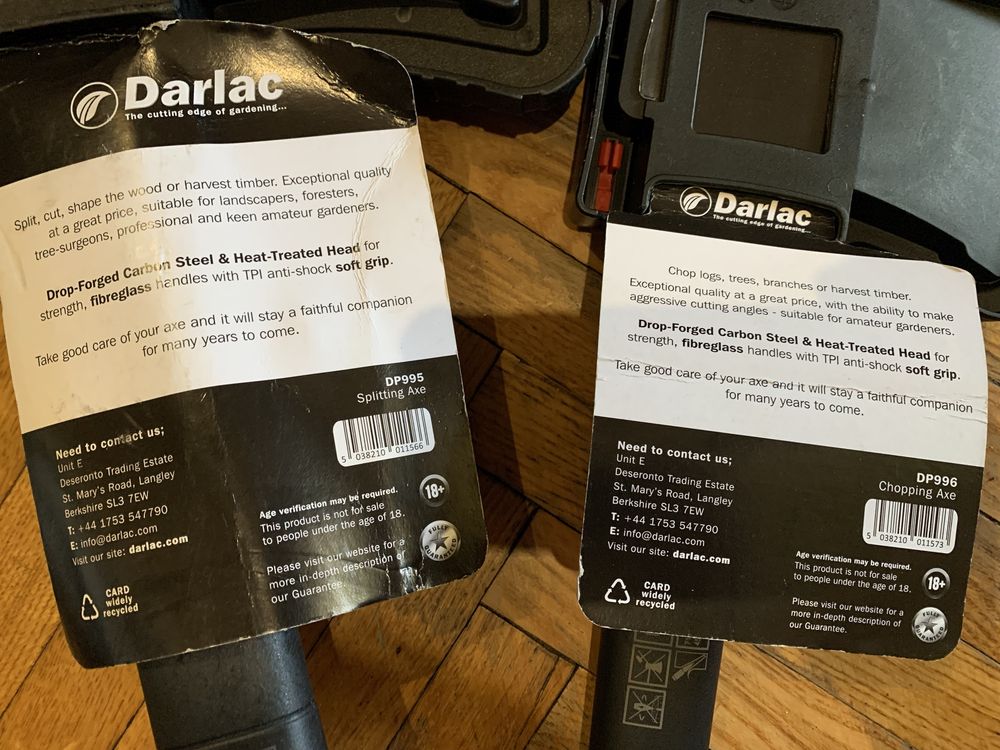 Darlac
The cutting edge of gardening...
Split, cut, shape the wood or harvest timber. Exceptional quality
at a great price, suitable for landscapers, foresters,
tree-surgeons, professional and keen amateur gardeners.
Drop-Forged Carbon Steel & Heat-Treated Head for
strength, fibreglass handles with TPI anti-shock soft grip.
Take good care of your axe and it will stay a faithful companion
for many years to come.
DP995
Splitting Axe
5 038210 011566
Need to contact us;
Unit E
Deseronto Trading Estate
St. Mary's Road, Langley
Berkshire SL3 7EW
T: +44 1753 547790
E: info@darlac.com
Visit our site: darlac.com
CARD
widely
recycled
Age verification may be required.
This product is not for sale
to people under the age of 18.
18+
Please visit our website for a
more in-depth description of
our Guarantee.
FULLY
GUARANTEED
Darlac
The cutting edge of gardening...
Chop logs, trees, branches or harvest timber.
Exceptional quality at a great price, with the ability to make
aggressive cutting angles - suitable for amateur gardeners.
Drop-Forged Carbon Steel & Heat-Treated Head for
strength, fibreglass handles with TPI anti-shock soft grip.
Take good care of your axe and it will stay a faithful companion
for many years to come.
Need to contact us;
Unit E
Deseronto Trading Estate
St. Mary's Road, Langley
Berkshire SL3 7EW
T: +44 1753 547790
E: info@darlac.com
Visit our site: darlac.com
CARD
widely
recycled
DP996
Chopping Axe
5 038210 011573
Age verification may be required.
This product is not for sale
to people under the age of 18.
18+
Please visit our website for a
more in-depth description of
our Guarantee.
FULLY
GUARANTEED